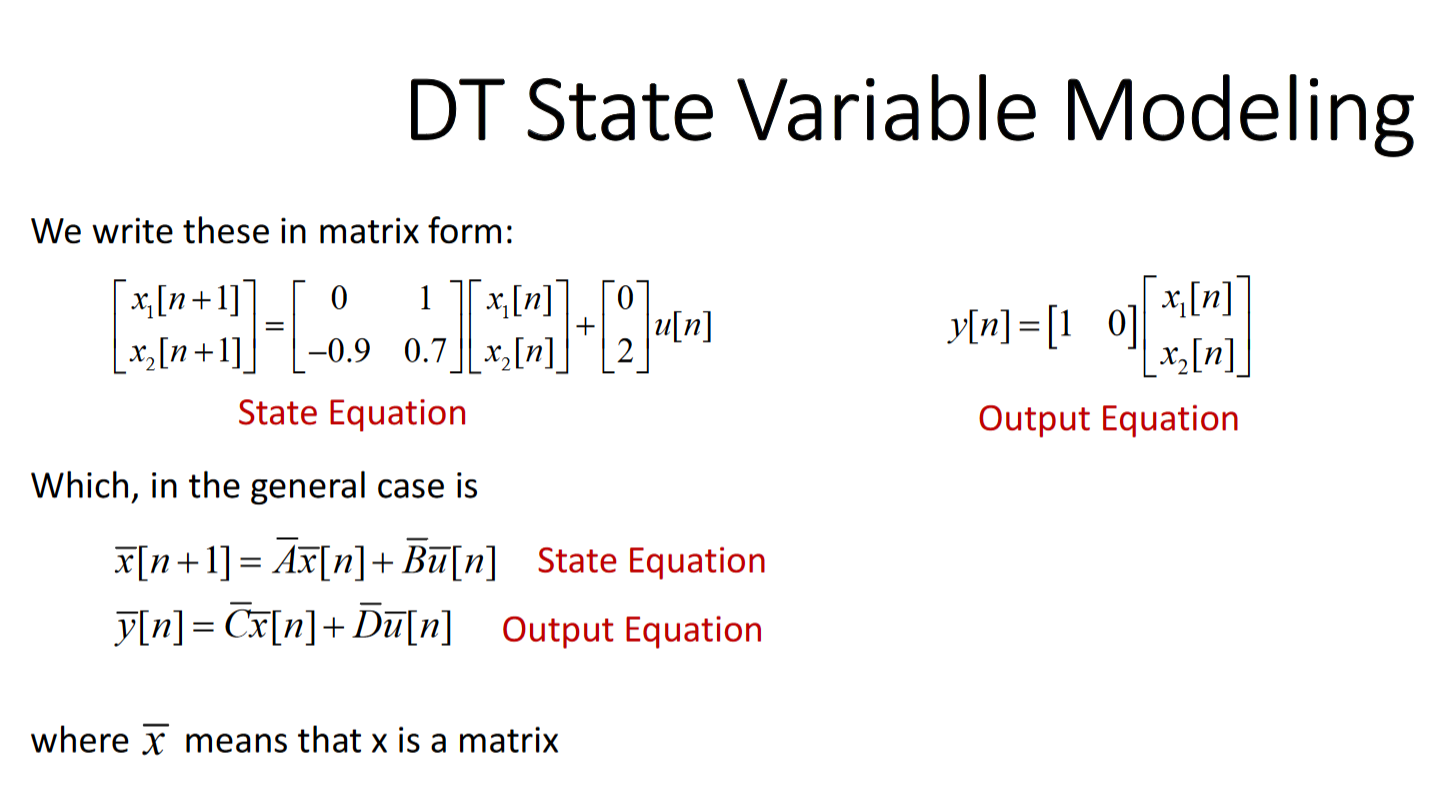 DT State Variable Modeling
We write these in matrix form:
[x₁[n+1]; x₂[n+1]] = [0 1; –0.9 0.7][x₁[n]; x₂[n]] + [0; 2]u[n]
y[n] = [1 0][x₁[n]; x₂[n]]
State Equation
Output Equation
Which, in the general case is
x̅[n+1] = A̅x̅[n] + B̅u̅[n] State Equation
y̅[n] = C̅x̅[n] + D̅u̅[n] Output Equation
where x̅ means that x is a matrix